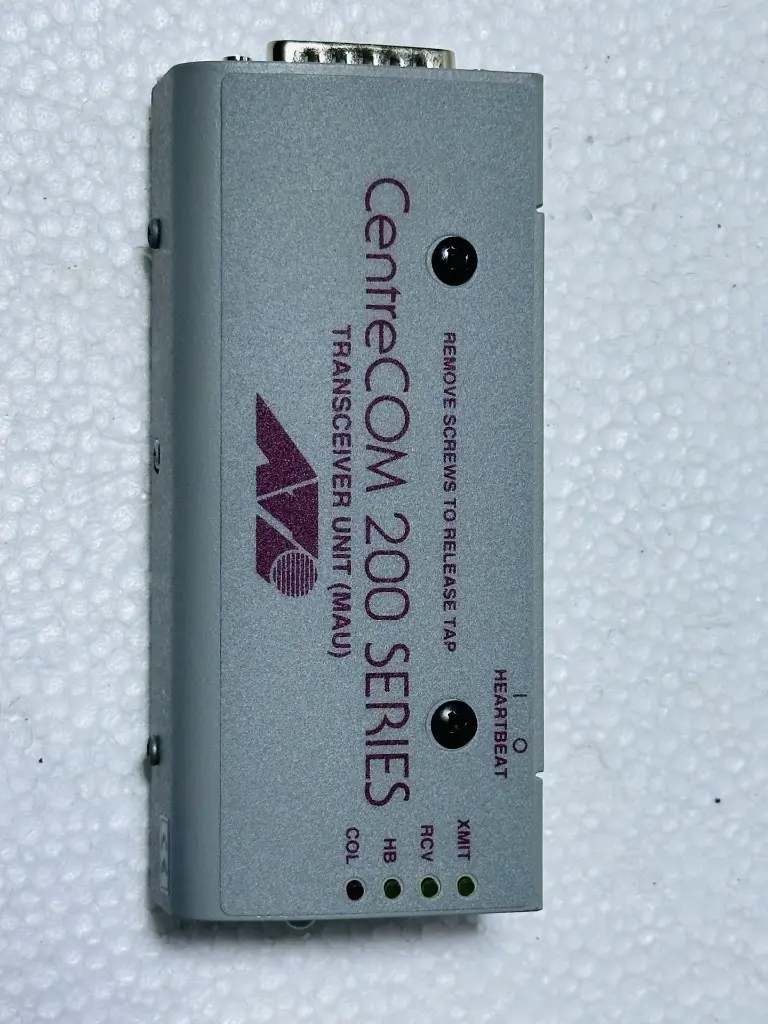 HEARTBEAT
I O
REMOVE SCREWS TO RELEASE TAP
CentreCOM 200 SERIES
TRANSCEIVER UNIT (MAU)
XMIT
RCV
HB
COL